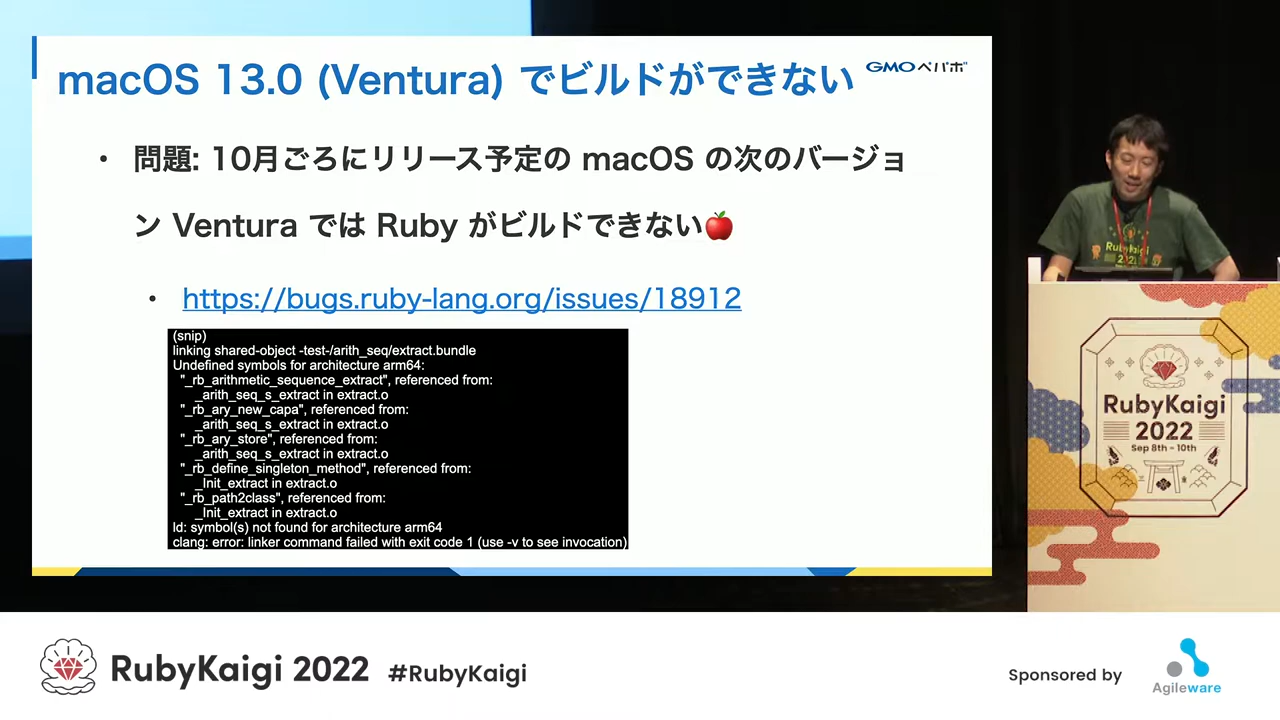 macOS 13.0 (Ventura) でビルドができない
GMOペパボ
・ 問題: 10月ごろにリリース予定の macOS の次のバージョ
ン Ventura では Ruby がビルドできない🍎
・ https://bugs.ruby-lang.org/issues/18912
(snip)
linking shared-object -test-/arith_seq/extract.bundle
Undefined symbols for architecture arm64:
"_rb_arithmetic_sequence_extract", referenced from:
_arith_seq_s_extract in extract.o
"_rb_ary_new_capa", referenced from:
_arith_seq_s_extract in extract.o
"_rb_ary_store", referenced from:
_arith_seq_s_extract in extract.o
"_rb_define_singleton_method", referenced from:
_Init_extract in extract.o
"_rb_path2class", referenced from:
_Init_extract in extract.o
ld: symbol(s) not found for architecture arm64
clang: error: linker command failed with exit code 1 (use -v to see invocation)
RubyKaigi
2022
RubyKaigi
2022
Sep 8th - 10th
RubyKaigi 2022 #RubyKaigi
Sponsored by
Agileware